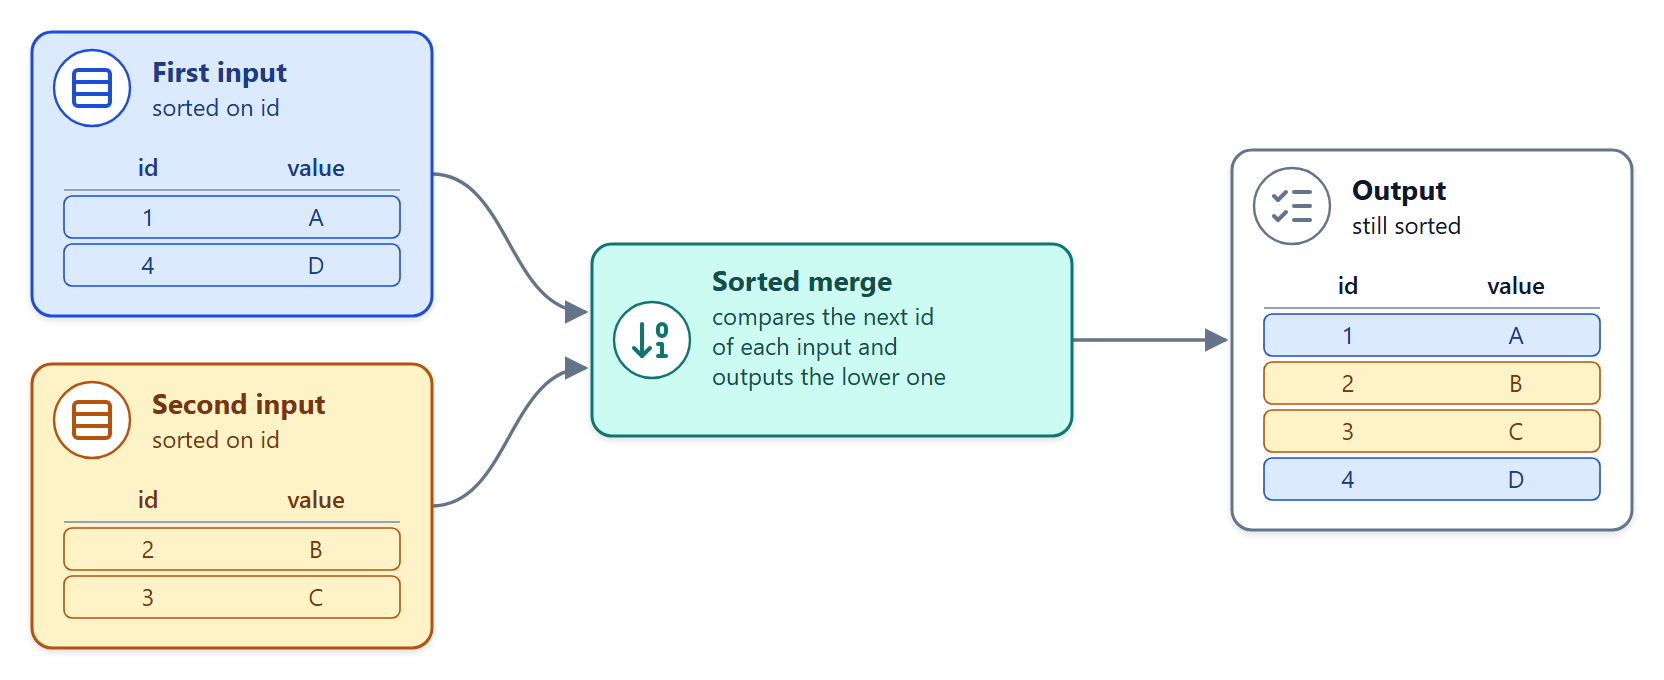 First input
sorted on id
id value
1 A
4 D
Second input
sorted on id
id value
2 B
3 C
Sorted merge
compares the next id
of each input and
outputs the lower one
Output
still sorted
id value
1 A
2 B
3 C
4 D